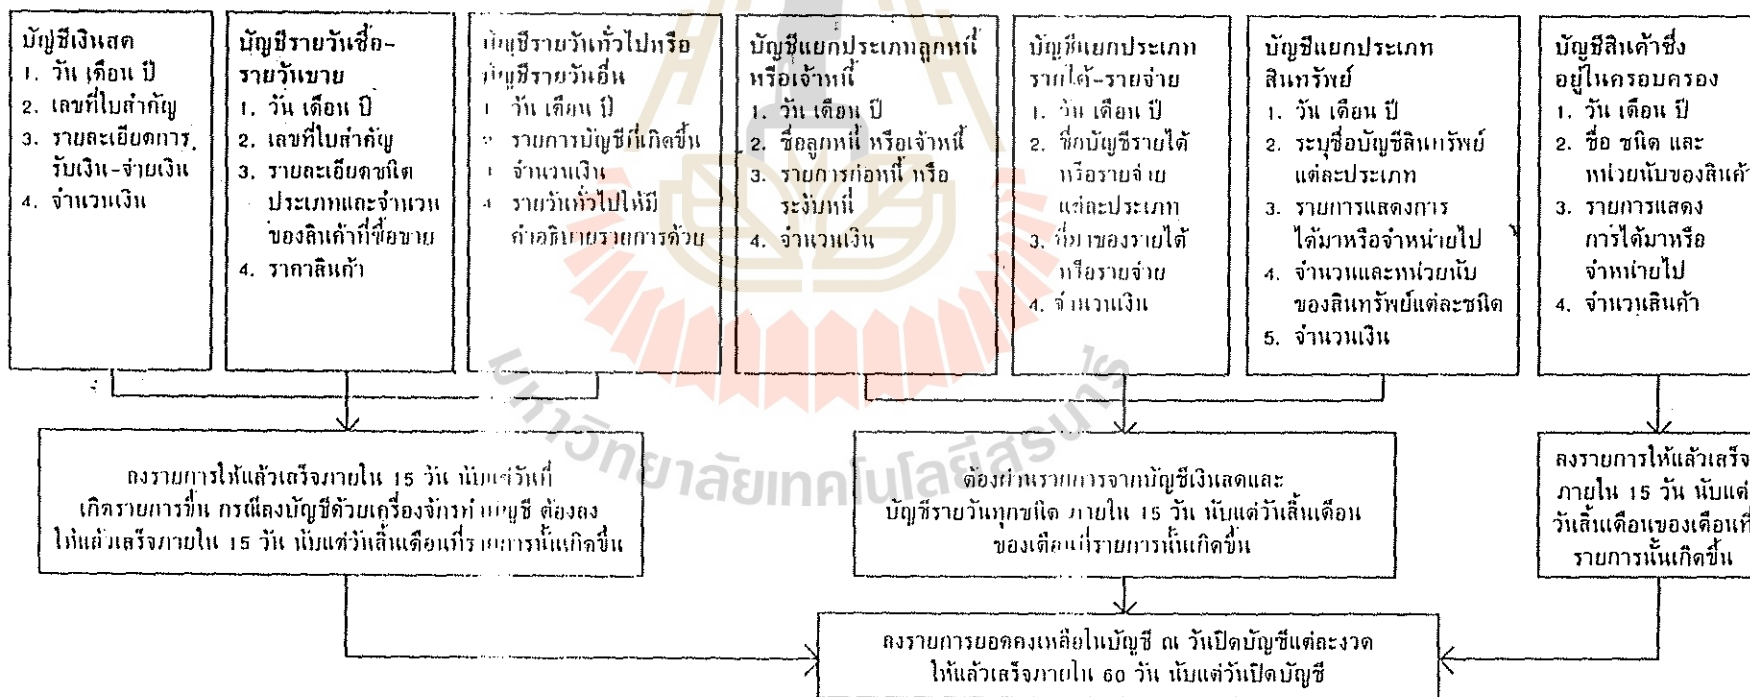 บัญชีเงินสด
1. วัน เดือน ปี
2. เลขที่ใบสำคัญ
3. รายละเอียดการ
รับเงิน-จ่ายเงิน
4. จำนวนเงิน
บัญชีรายวันซื้อ-
รายวันขาย
1. วัน เดือน ปี
2. เลขที่ใบสำคัญ
3. รายละเอียดชนิด
ประเภทและจำนวน
ของสินค้าที่ซื้อขาย
4. ราคาสินค้า
บัญชีรายวันทั่วไปหรือ
บัญชีรายวันอื่น
วัน เดือน ปี
รายการบัญชีที่เกิดขึ้น
จำนวนเงิน
4 รายวันทั่วไปให้มี
คำอธิบายรายการด้วย
บัญชีแยกประเภทลูกหนี้
หรือเจ้าหนี้
1. วัน เดือน ปี
2. ชื่อลูกหนี้ หรือเจ้าหนี้
3. รายการก่อหนี้ หรือ
ระงับหนี้
4. จำนวนเงิน
บัญชีแยกประเภท
รายได้-รายจ่าย
1. วัน เดือน ปี
2. ชื่อบัญชีรายได้
หรือรายจ่าย
แต่ละประเภท
3. ที่มาของรายได้
หรือรายจ่าย
4. จำนวนเงิน
บัญชีแยกประเภท
สินทรัพย์
1. วัน เดือน ปี
2. ระบุชื่อบัญชีสินทรัพย์
แต่ละประเภท
3. รายการแสดงการ
ได้มาหรือจำหน่ายไป
4. จำนวนและหน่วยนับ
ของสินทรัพย์แต่ละชนิด
5. จำนวนเงิน
บัญชีสินค้าซึ่ง
อยู่ในครอบครอง
1. วัน เดือน ปี
2. ชื่อ ชนิด และ
หน่วยนับของสินค้า
3. รายการแสดง
การได้มาหรือ
จำหน่ายไป
4. จำนวนสินค้า
ลงรายการให้แล้วเสร็จภายใน 15 วัน นับแต่วันที่
เกิดรายการขึ้น กรณีลงบัญชีด้วยเครื่องจักรทำบัญชี ต้องลง
ให้แล้วเสร็จภายใน 15 วัน นับแต่วันสิ้นเดือนที่รายการนั้นเกิดขึ้น
ต้องผ่านรายการจากบัญชีเงินสดและ
บัญชีรายวันทุกชนิด ภายใน 15 วัน นับแต่วันสิ้นเดือน
ของเดือนที่รายการนั้นเกิดขึ้น
ลงรายการให้แล้วเสร็จ
ภายใน 15 วัน นับแต่
วันสิ้นเดือนของเดือนที่
รายการนั้นเกิดขึ้น
ลงรายการยอดคงเหลือในบัญชี ณ วันปิดบัญชีแต่ละงวด
ให้แล้วเสร็จภายใน 60 วัน นับแต่วันปิดบัญชี
มหาวิทยาลัยเทคโนโลยีสุรนารี